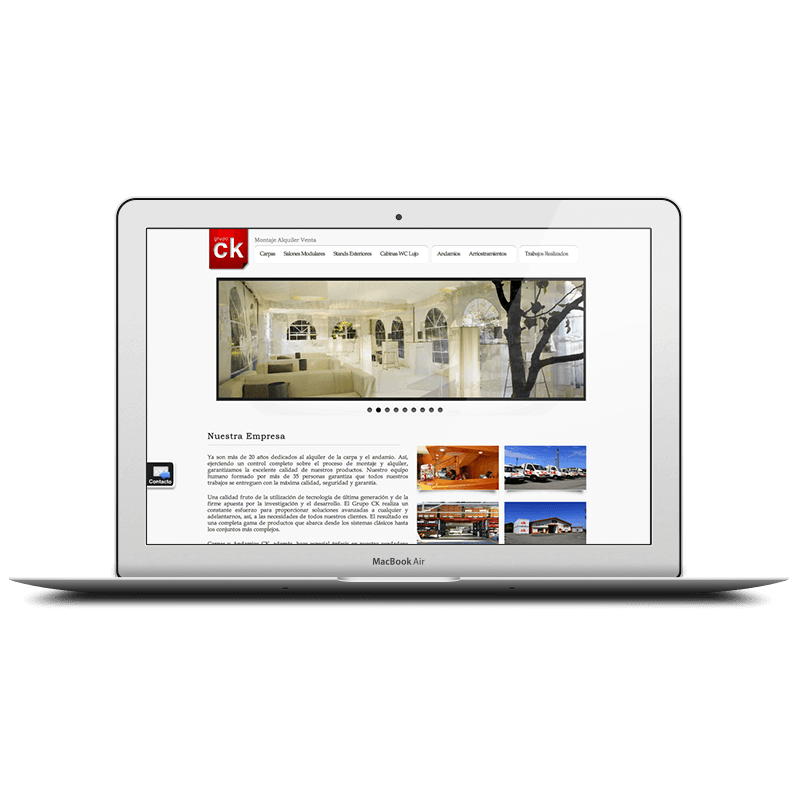 grupo
ck
Montaje Alquiler Venta
Carpas Salones Modulares Stands Exteriores Cabinas WC Lujo Andamios Arriostramientos Trabajos Realizados
Nuestra Empresa
Ya son más de 20 años dedicados al alquiler de la carpa y el andamio. Así,
ejerciendo un control completo sobre el proceso de montaje y alquiler,
garantizamos la excelente calidad de nuestros productos. Nuestro equipo
humano formado por más de 35 personas garantiza que todos nuestros
trabajos se entreguen con la máxima calidad, seguridad y garantía.
Contacto
Una calidad fruto de la utilización de tecnología de última generación y de la
firme apuesta por la investigación y el desarrollo. El Grupo CK realiza un
constante esfuerzo para proporcionar soluciones avanzadas a cualquier y
adelantarnos, así, a las necesidades de todos nuestros clientes. El resultado es
una completa gama de productos que abarca desde los sistemas clásicos hasta
los conjuntos más complejos.
MacBook Air